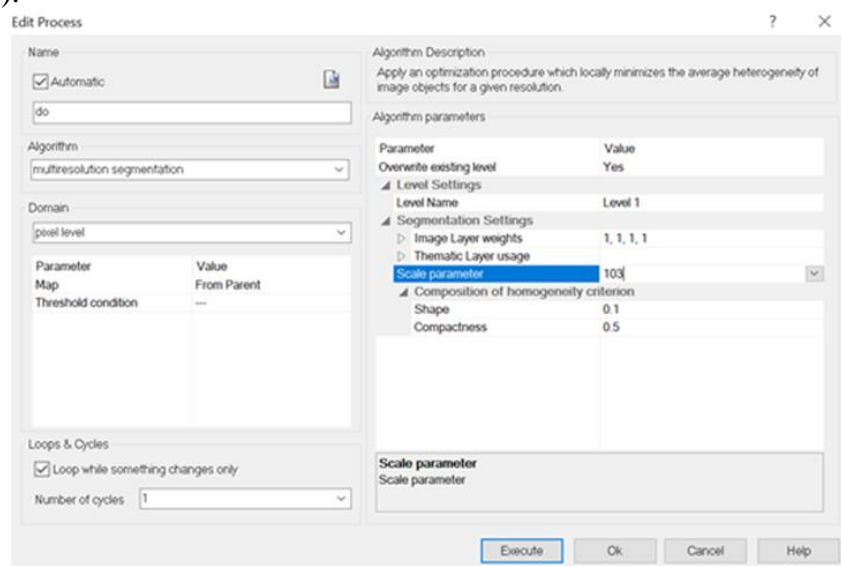 ).
Edit Process
? ×
Name
Automatic
do
Algorithm
multiresolution segmentation
Domain
pixel level
Parameter Value
Map From Parent
Threshold condition ---
Loops & Cycles
Loop while something changes only
Number of cycles 1
Algorithm Description
Apply an optimization procedure which locally minimizes the average heterogeneity of
image objects for a given resolution.
Algorithm parameters
Parameter Value
Overwrite existing level Yes
Level Settings
Level Name Level 1
Segmentation Settings
Image Layer weights 1, 1, 1, 1
Thematic Layer usage
Scale parameter 103
Composition of homogeneity criterion
Shape 0.1
Compactness 0.5
Scale parameter
Scale parameter
Execute Ok Cancel Help